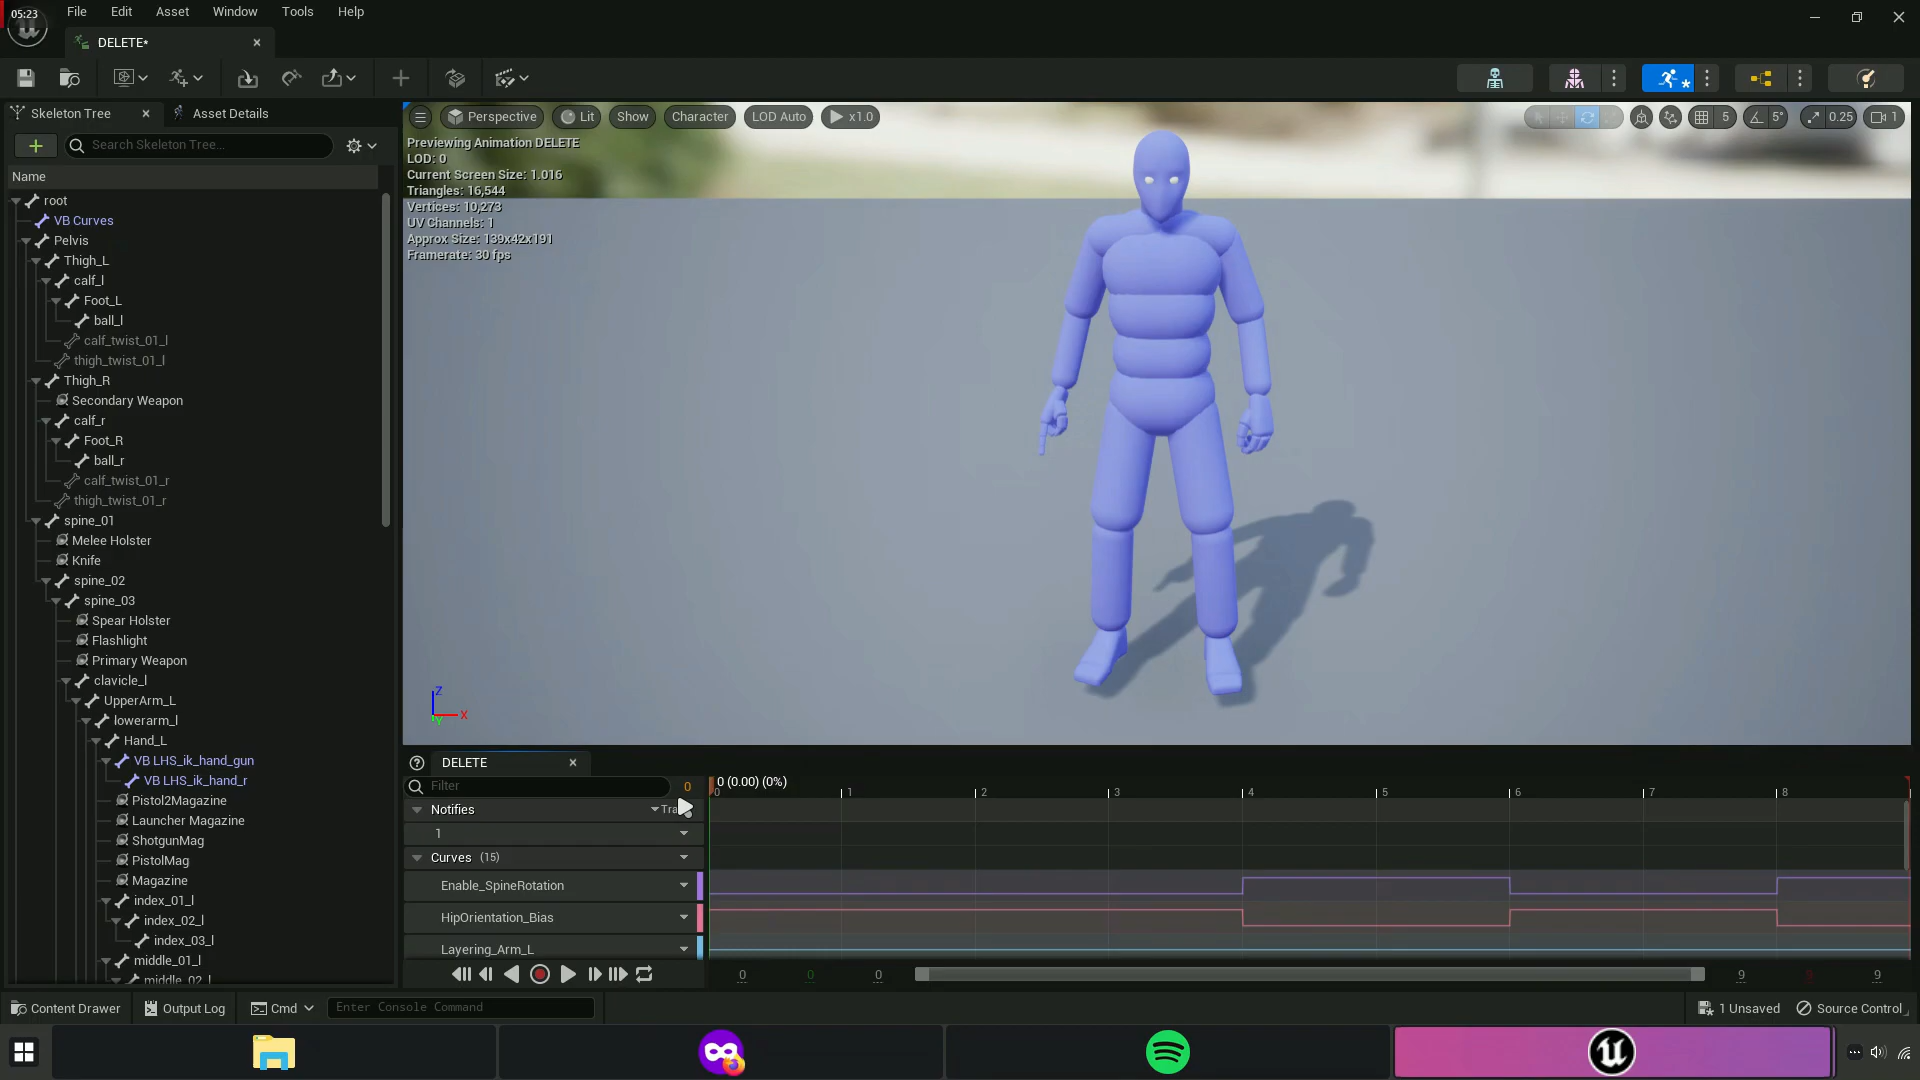 05:23
File Edit Asset Window Tools Help
DELETE*
Skeleton Tree
Asset Details
Search Skeleton Tree...
Name
root
VB Curves
Pelvis
Thigh_L
calf_l
Foot_L
ball_l
calf_twist_01_l
thigh_twist_01_l
Thigh_R
Secondary Weapon
calf_r
Foot_R
ball_r
calf_twist_01_r
thigh_twist_01_r
spine_01
Melee Holster
Knife
spine_02
spine_03
Spear Holster
Flashlight
Primary Weapon
clavicle_l
UpperArm_L
lowerarm_l
Hand_L
VB LHS_ik_hand_gun
VB LHS_ik_hand_r
Pistol2Magazine
Launcher Magazine
ShotgunMag
PistolMag
Magazine
index_01_l
index_02_l
index_03_l
middle_01_l
middle_02_l
Perspective Lit Show Character LOD Auto x1.0
5 5° 0.25 1
Previewing Animation DELETE
LOD: 0
Current Screen Size: 1.016
Triangles: 16,544
Vertices: 10,273
UV Channels: 1
Approx Size: 139x42x191
Framerate: 30 fps
Z
X
Y
DELETE
Filter 0
0 (0.00) (0%)
0 1 2 3 4 5 6 7 8
Notifies
1
Curves (15)
Enable_SpineRotation
HipOrientation_Bias
Layering_Arm_L
0 0 0 9 9 9
Content Drawer Output Log Cmd Enter Console Command
1 Unsaved Source Control